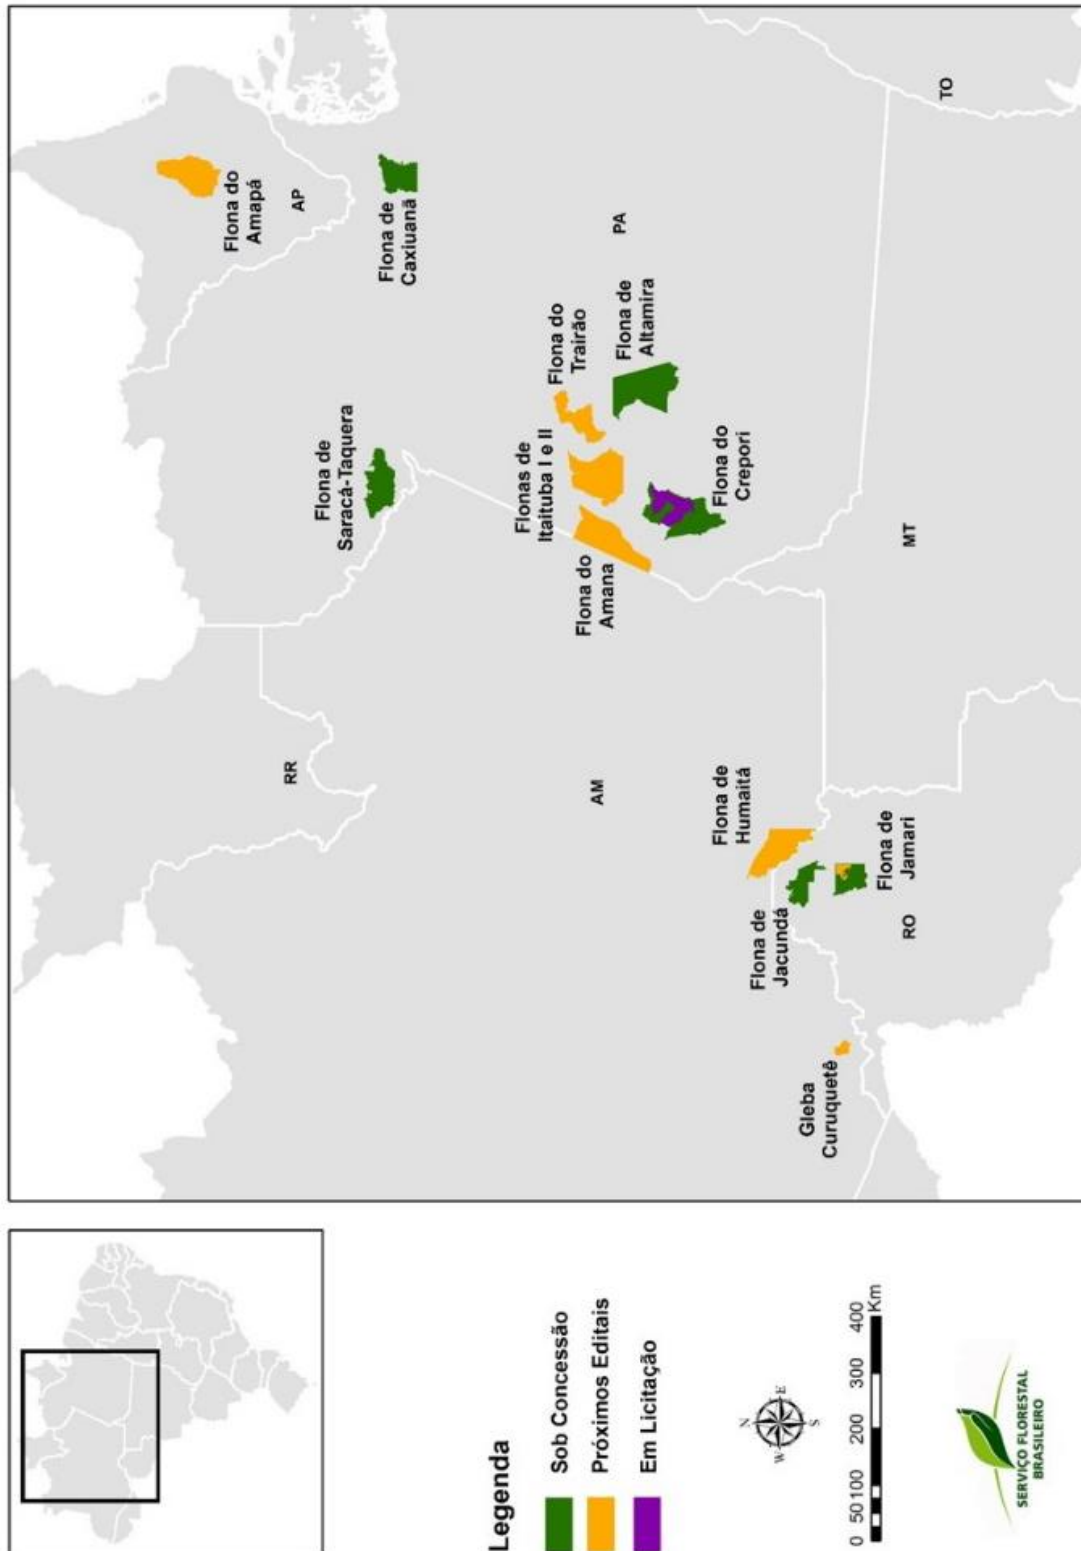 Flona do
Amapá
AP
Flona de
Caxiuanã
PA
TO
Flona de
Saracá-Taquera
Flona do
Trairão
Flona de
Altamira
Flonas de
Itaituba I e II
Flona do
Crepori
Flona do
Amana
MT
RR
AM
Flona de
Humaitá
Flona de
Jamari
Flona de
Jacundá
RO
Gleba
Curuquetê
Legenda
Sob Concessão
Próximos Editais
Em Licitação
N
W E
S
0 50 100 200 300 400
Km
SERVIÇO FLORESTAL
BRASILEIRO